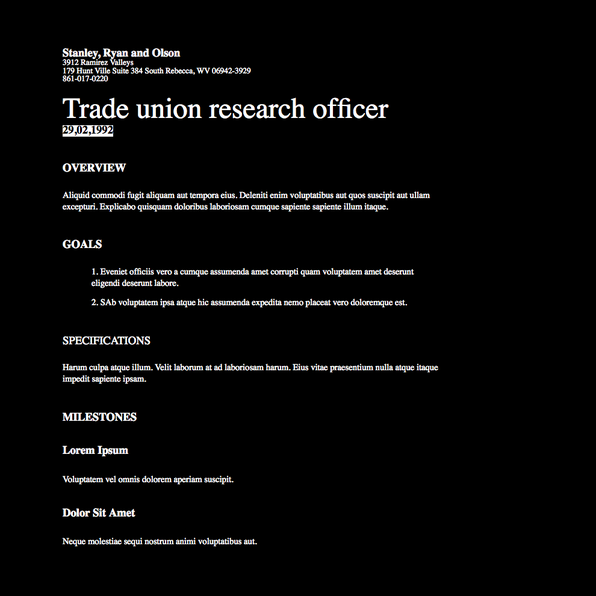 Stanley, Ryan and Olson
3912 Ramirez Valleys
179 Hunt Ville Suite 384 South Rebecca, WV 06942-3929
861-017-0220
Trade union research officer
29,02,1992
OVERVIEW
Aliquid commodi fugit aliquam aut tempora eius. Deleniti enim voluptatibus aut quos suscipit aut ullam
excepturi. Explicabo quisquam doloribus laboriosam cumque sapiente sapiente illum itaque.
GOALS
1. Eveniet officiis vero a cumque assumenda amet corrupti quam voluptatem amet deserunt
eligendi deserunt labore.
2. SAb voluptatem ipsa atque hic assumenda expedita nemo placeat vero doloremque est.
SPECIFICATIONS
Harum culpa atque illum. Velit laborum at ad laboriosam harum. Eius vitae praesentium nulla atque itaque
impedit sapiente ipsam.
MILESTONES
Lorem Ipsum
Voluptatem vel omnis dolorem aperiam suscipit.
Dolor Sit Amet
Neque molestiae sequi nostrum animi voluptatibus aut.